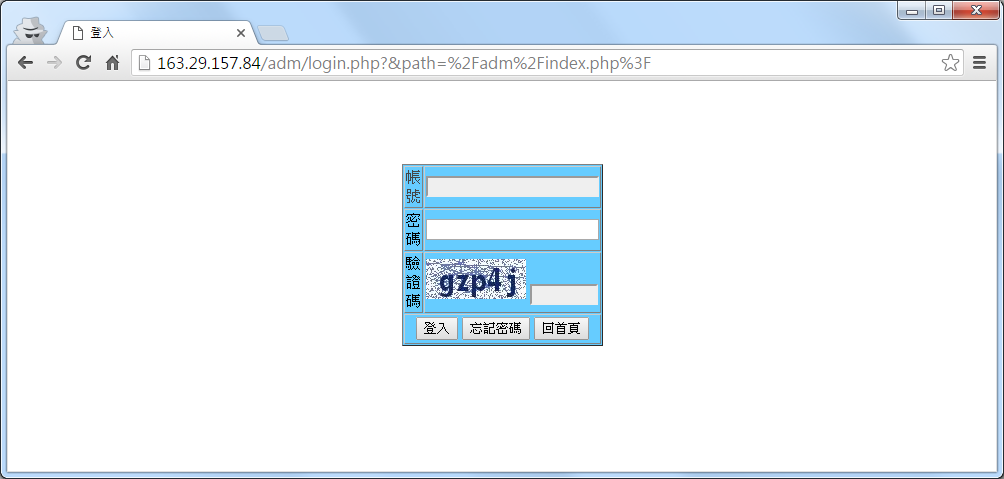 登入
163.29.157.84/adm/login.php?&path=%2Fadm%2Findex.php%3F
帳號
密碼
驗證碼
gzp4j
登入 忘記密碼 回首頁